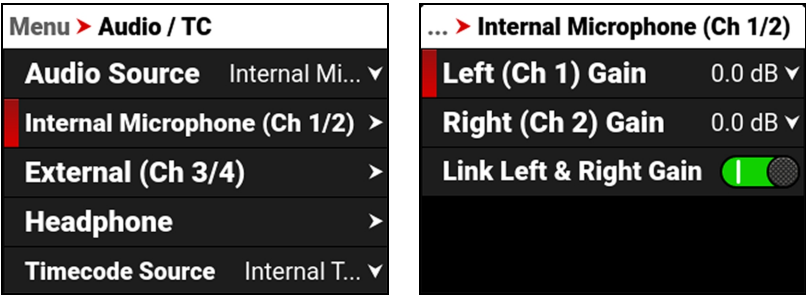 Menu ➤ Audio / TC
Audio Source Internal Mi...
Internal Microphone (Ch 1/2)
External (Ch 3/4)
Headphone
Timecode Source Internal T...
... ➤ Internal Microphone (Ch 1/2)
Left (Ch 1) Gain 0.0 dB
Right (Ch 2) Gain 0.0 dB
Link Left & Right Gain